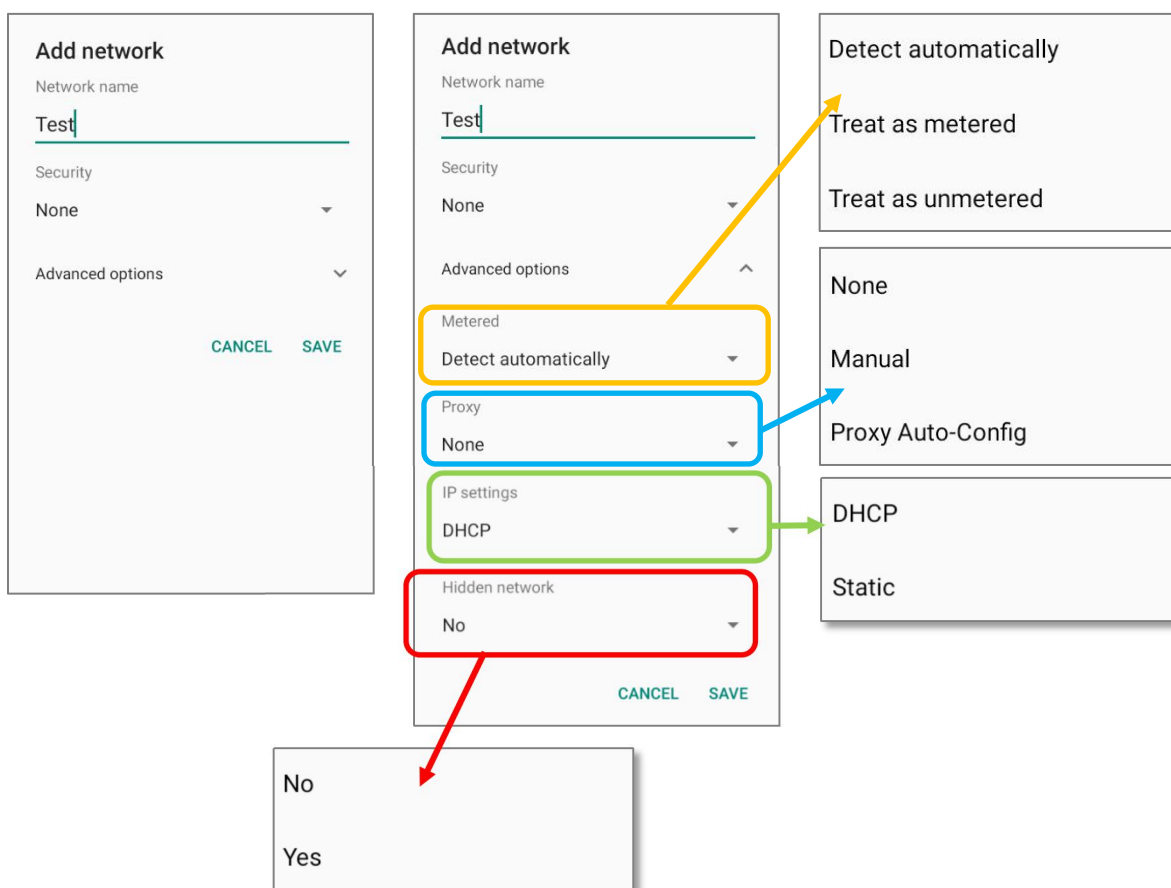 Add network
Network name
Test
Security
None
Advanced options
CANCEL SAVE
Add network
Network name
Test
Security
None
Advanced options
Metered
Detect automatically
Proxy
None
IP settings
DHCP
Hidden network
No
CANCEL SAVE
Detect automatically
Treat as metered
Treat as unmetered
None
Manual
Proxy Auto-Config
DHCP
Static
No
Yes